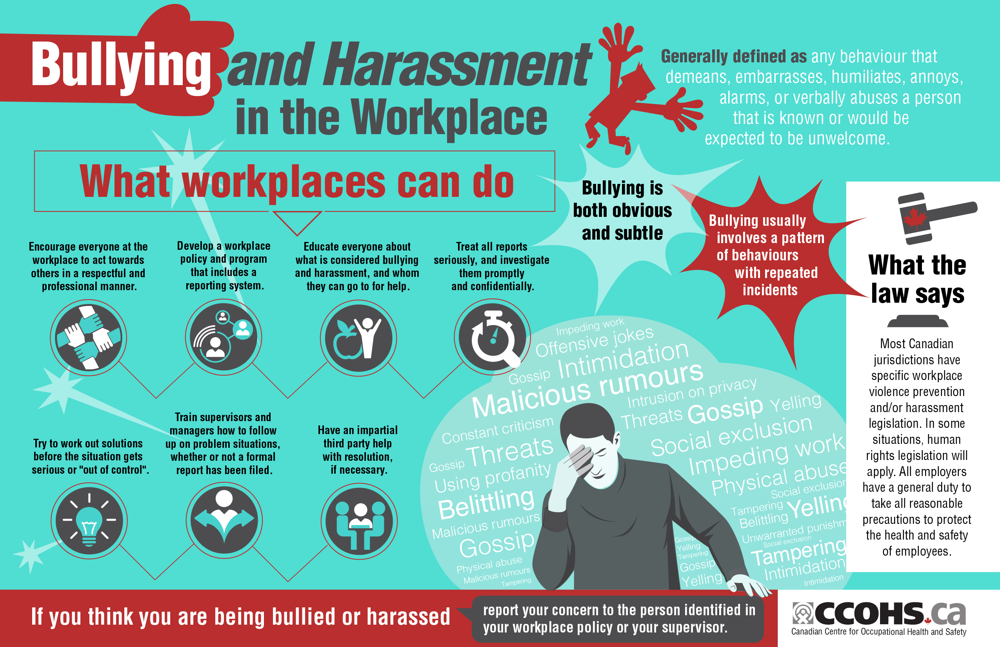 Bullying and Harassment
in the Workplace
Generally defined as any behaviour that
demeans, embarrasses, humiliates, annoys,
alarms, or verbally abuses a person
that is known or would be
expected to be unwelcome.
What workplaces can do
Encourage everyone at the
workplace to act towards
others in a respectful and
professional manner.
Develop a workplace
policy and program
that includes a
reporting system.
Educate everyone about
what is considered bullying
and harassment, and whom
they can go to for help.
Treat all reports
seriously, and investigate
them promptly
and confidentially.
Try to work out solutions
before the situation gets
serious or "out of control".
Train supervisors and
managers how to follow
up on problem situations,
whether or not a formal
report has been filed.
Have an impartial
third party help
with resolution,
if necessary.
Bullying is
both obvious
and subtle
Bullying usually
involves a pattern
of behaviours
with repeated
incidents
What the
law says
Most Canadian
jurisdictions have
specific workplace
violence prevention
and/or harassment
legislation. In some
situations, human
rights legislation will
apply. All employers
have a general duty to
take all reasonable
precautions to protect
the health and safety
of employees.
Impeding work
Offensive jokes
Gossip Intimidation
Malicious rumours
Intrusion on privacy
Constant criticism
Threats Gossip Yelling
Gossip Threats
Social exclusion
Using profanity
Impeding work
Belittling
Physical abuse
Social exclusion
Malicious rumours
Tampering
Belittling Yelling
Gossip
Unwarranted punishm
Social exclusion
Physical abuse
Tampering
Malicious rumours
Intimidation
Tampering
Intimidation
Gossip
Yelling
Tampering
Gossip
Yelling
If you think you are being bullied or harassed
report your concern to the person identified in
your workplace policy or your supervisor.
CCOHS.ca
Canadian Centre for Occupational Health and Safety